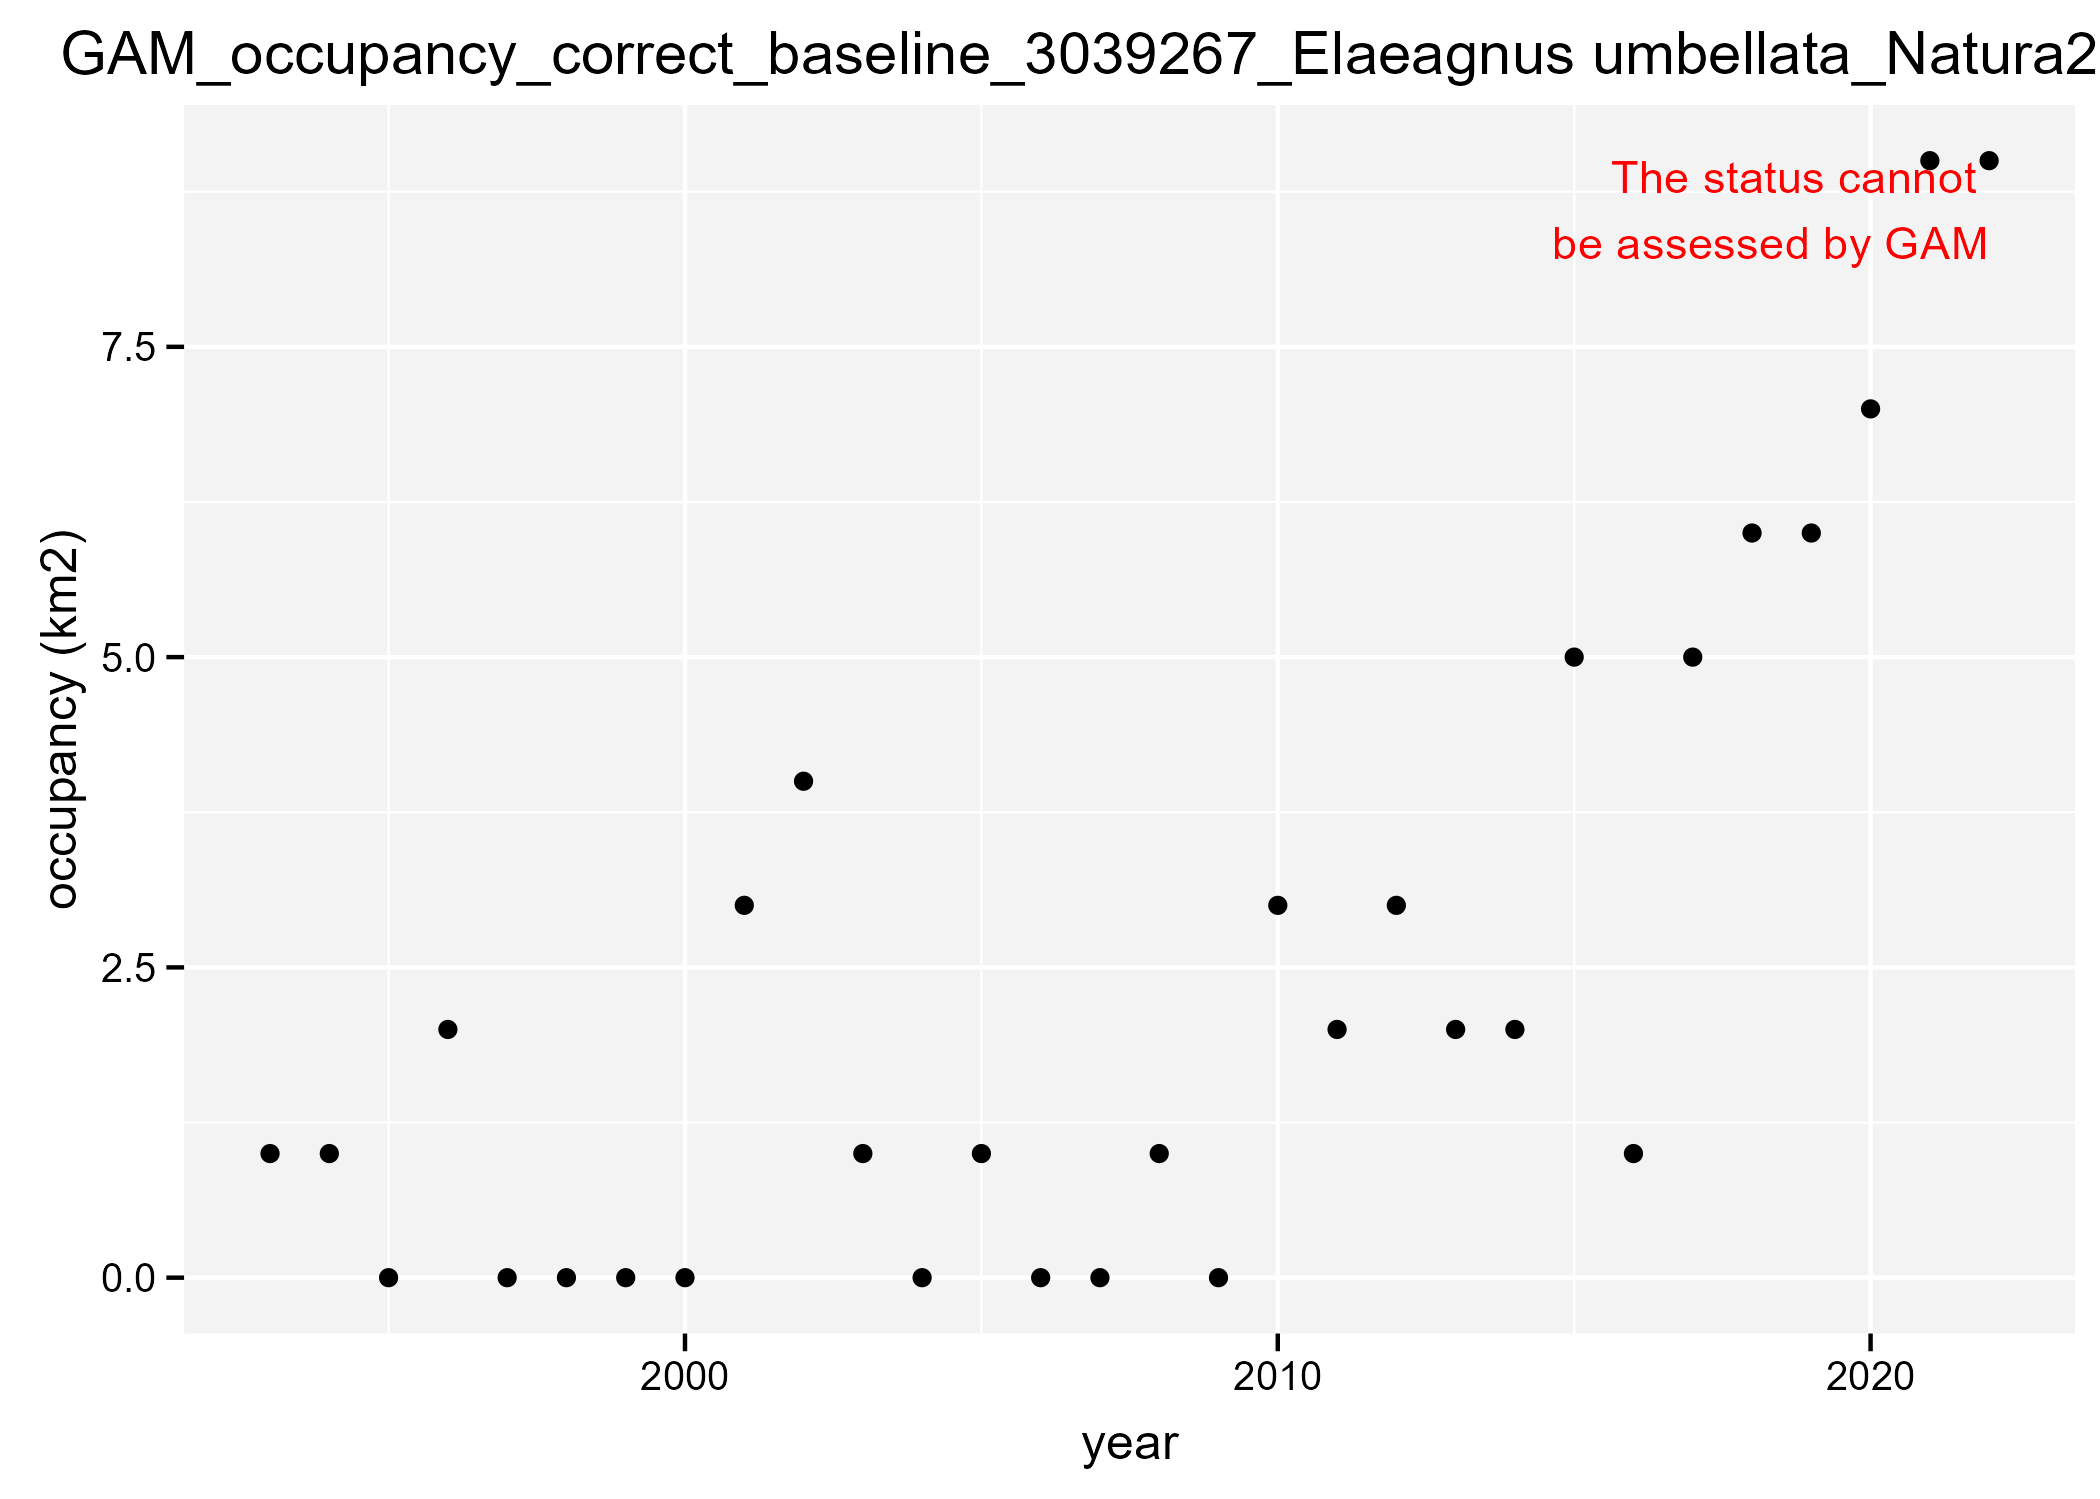 GAM_occupancy_correct_baseline_3039267_Elaeagnus umbellata_Natura2
The status cannot
be assessed by GAM
7.5
5.0
2.5
0.0
occupancy (km2)
2000 2010 2020
year